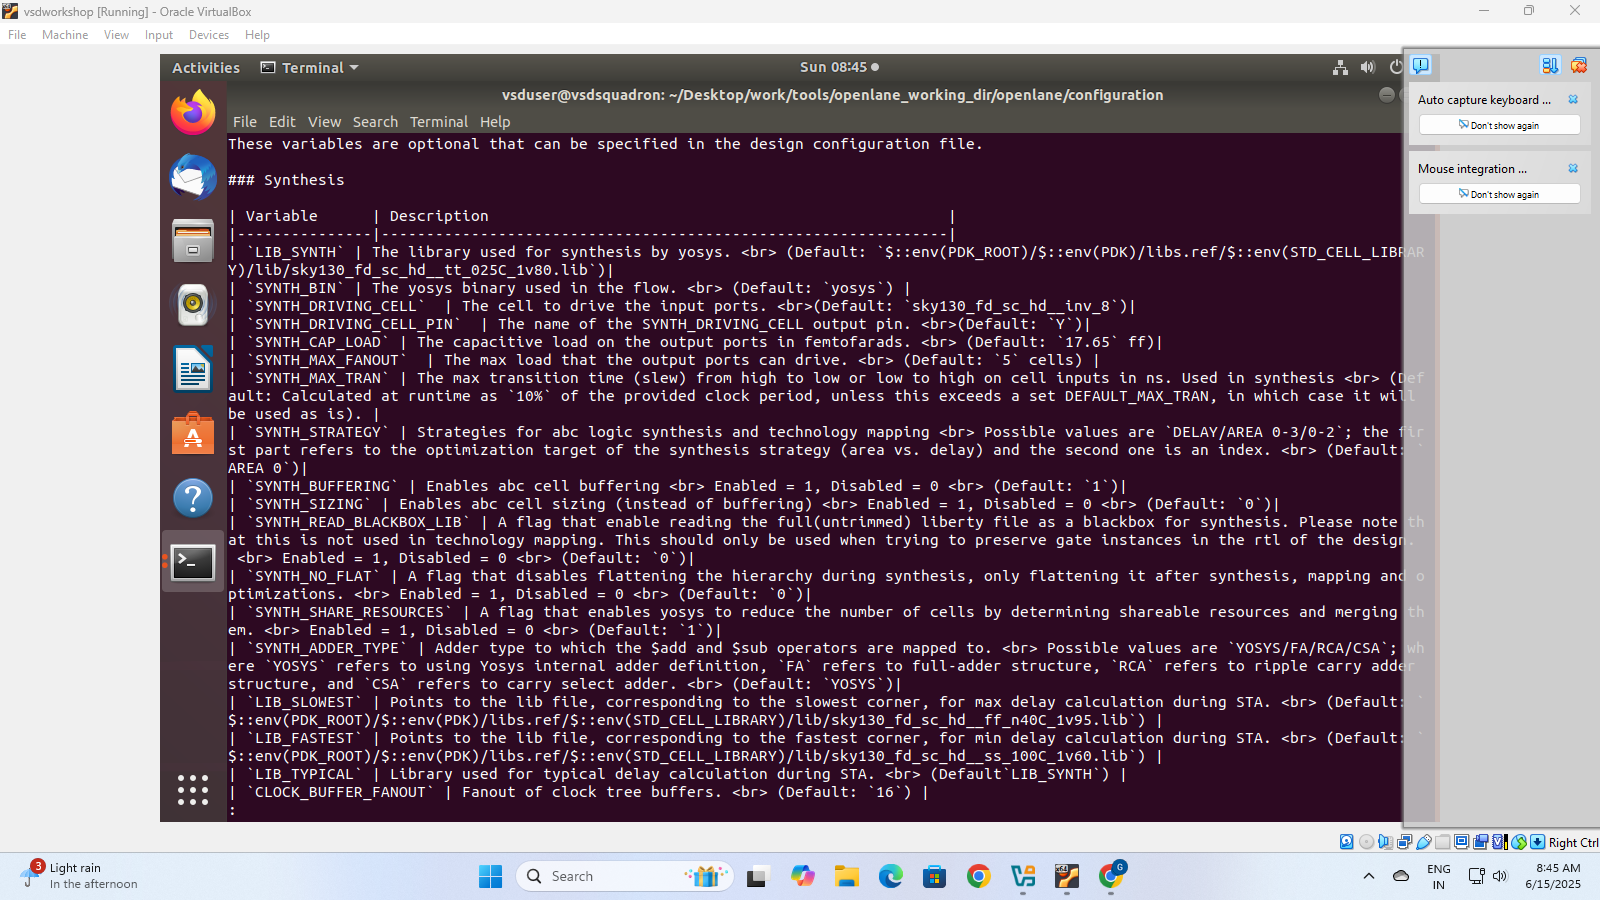 vsdworkshop [Running] - Oracle VirtualBox
File Machine View Input Devices Help
Activities Terminal Sun 08:45
vsduser@vsdsquadron: ~/Desktop/work/tools/openlane_working_dir/openlane/configuration
File Edit View Search Terminal Help
These variables are optional that can be specified in the design configuration file.
### Synthesis
| Variable      | Description                                                   |
|---------------|---------------------------------------------------------------|
| `LIB_SYNTH` | The library used for synthesis by yosys. <br> (Default: `$::env(PDK_ROOT)/$::env(PDK)/libs.ref/$::env(STD_CELL_LIBRAR
Y)/lib/sky130_fd_sc_hd__tt_025C_1v80.lib`)|
| `SYNTH_BIN` | The yosys binary used in the flow. <br> (Default: `yosys`) |
| `SYNTH_DRIVING_CELL`  | The cell to drive the input ports. <br>(Default: `sky130_fd_sc_hd__inv_8`)|
| `SYNTH_DRIVING_CELL_PIN`  | The name of the SYNTH_DRIVING_CELL output pin. <br>(Default: `Y`)|
| `SYNTH_CAP_LOAD` | The capacitive load on the output ports in femtofarads. <br> (Default: `17.65` ff)|
| `SYNTH_MAX_FANOUT`  | The max load that the output ports can drive. <br> (Default: `5` cells) |
| `SYNTH_MAX_TRAN` | The max transition time (slew) from high to low or low to high on cell inputs in ns. Used in synthesis <br> (Def
ault: Calculated at runtime as `10%` of the provided clock period, unless this exceeds a set DEFAULT_MAX_TRAN, in which case it will
be used as is). |
| `SYNTH_STRATEGY` | Strategies for abc logic synthesis and technology mapping <br> Possible values are `DELAY/AREA 0-3/0-2`; the fir
st part refers to the optimization target of the synthesis strategy (area vs. delay) and the second one is an index. <br> (Default: `
AREA 0`)|
| `SYNTH_BUFFERING` | Enables abc cell buffering <br> Enabled = 1, Disabled = 0 <br> (Default: `1`)|
| `SYNTH_SIZING` | Enables abc cell sizing (instead of buffering) <br> Enabled = 1, Disabled = 0 <br> (Default: `0`)|
| `SYNTH_READ_BLACKBOX_LIB` | A flag that enable reading the full(untrimmed) liberty file as a blackbox for synthesis. Please note th
at this is not used in technology mapping. This should only be used when trying to preserve gate instances in the rtl of the design.
<br> Enabled = 1, Disabled = 0 <br> (Default: `0`)|
| `SYNTH_NO_FLAT` | A flag that disables flattening the hierarchy during synthesis, only flattening it after synthesis, mapping and o
ptimizations. <br> Enabled = 1, Disabled = 0 <br> (Default: `0`)|
| `SYNTH_SHARE_RESOURCES` | A flag that enables yosys to reduce the number of cells by determining shareable resources and merging th
em. <br> Enabled = 1, Disabled = 0 <br> (Default: `1`)|
| `SYNTH_ADDER_TYPE` | Adder type to which the $add and $sub operators are mapped to. <br> Possible values are `YOSYS/FA/RCA/CSA`; wh
ere `YOSYS` refers to using Yosys internal adder definition, `FA` refers to full-adder structure, `RCA` refers to ripple carry adder
structure, and `CSA` refers to carry select adder. <br> (Default: `YOSYS`)|
| `LIB_SLOWEST` | Points to the lib file, corresponding to the slowest corner, for max delay calculation during STA. <br> (Default: `
$::env(PDK_ROOT)/$::env(PDK)/libs.ref/$::env(STD_CELL_LIBRARY)/lib/sky130_fd_sc_hd__ff_n40C_1v95.lib`) |
| `LIB_FASTEST` | Points to the lib file, corresponding to the fastest corner, for min delay calculation during STA. <br> (Default: `
$::env(PDK_ROOT)/$::env(PDK)/libs.ref/$::env(STD_CELL_LIBRARY)/lib/sky130_fd_sc_hd__ss_100C_1v60.lib`) |
| `LIB_TYPICAL` | Library used for typical delay calculation during STA. <br> (Default`LIB_SYNTH`) |
| `CLOCK_BUFFER_FANOUT` | Fanout of clock tree buffers. <br> (Default: `16`) |
:
Auto capture keyboard ...
Don't show again
Mouse integration ...
Don't show again
Right Ctrl
3
Light rain
In the afternoon
Search
G
ENG
IN
8:45 AM
6/15/2025